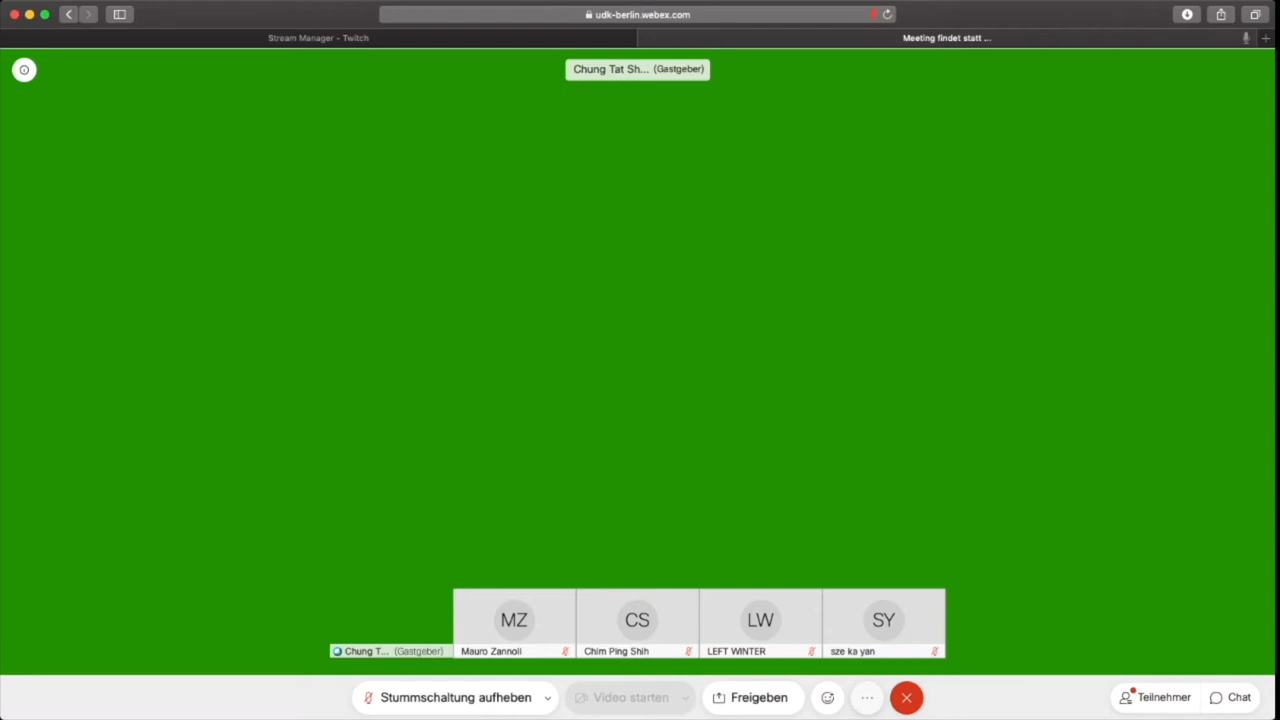 udk-berlin.webex.com
Stream Manager - Twitch
Meeting findet statt ...
Chung Tat Sh... (Gastgeber)
MZ
CS
LW
SY
Chung T... (Gastgeber)
Mauro Zannoli
Chim Ping Shih
LEFT WINTER
sze ka yan
Stummschaltung aufheben
Video starten
Freigeben
Teilnehmer
Chat